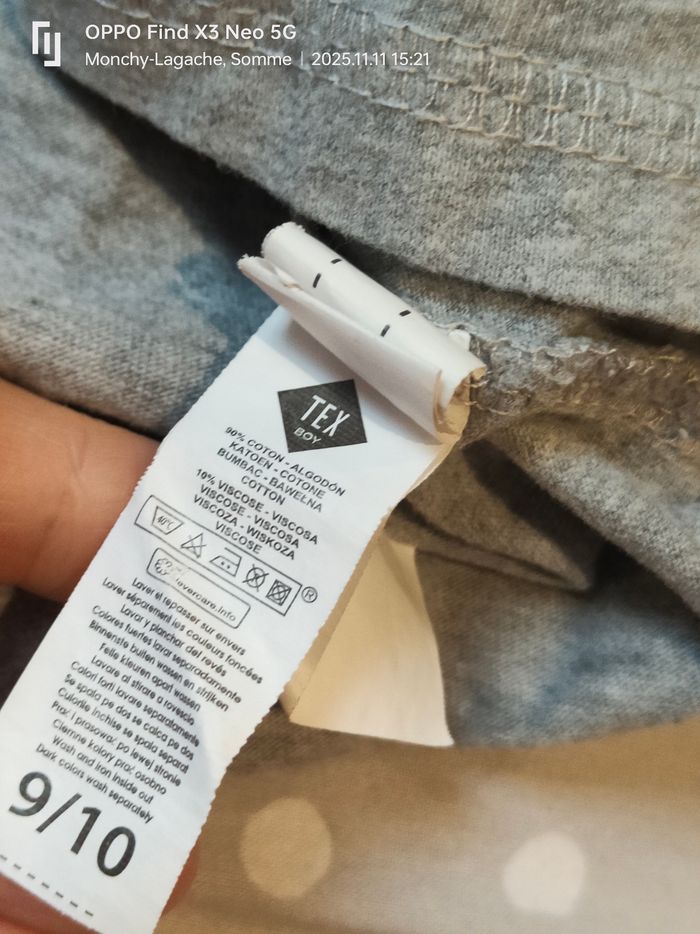 OPPO Find X3 Neo 5G
Monchy-Lagache, Somme | 2025.11.11 15:21
TEX
BOY
90% COTON - ALGODÓN
KATOEN - COTONE
BUMBAC - BAWEŁNA
COTTON
10% VISCOSE - VISCOSA
VISCOSE - VISCOSA
VISCOZA - WISKOZA
VISCOSE
40°C
®
clevercare.info
Laver et repasser sur envers
Laver séparément les couleurs foncées
Lavar y planchar del revés
Colores fuertes lavar separadamente
Binnenste buiten wassen en strijken
Felle kleuren apart wassen
Lavare al stirare a rovescio
Colori forti lavare separatamente
Se spala pe dos se calca pe dos
Culorile inchise se spala separat
Prać i prasować po lewej stronie
Ciemne kolory prać osobno
Wash and iron inside out
Dark colors wash separately
9/10